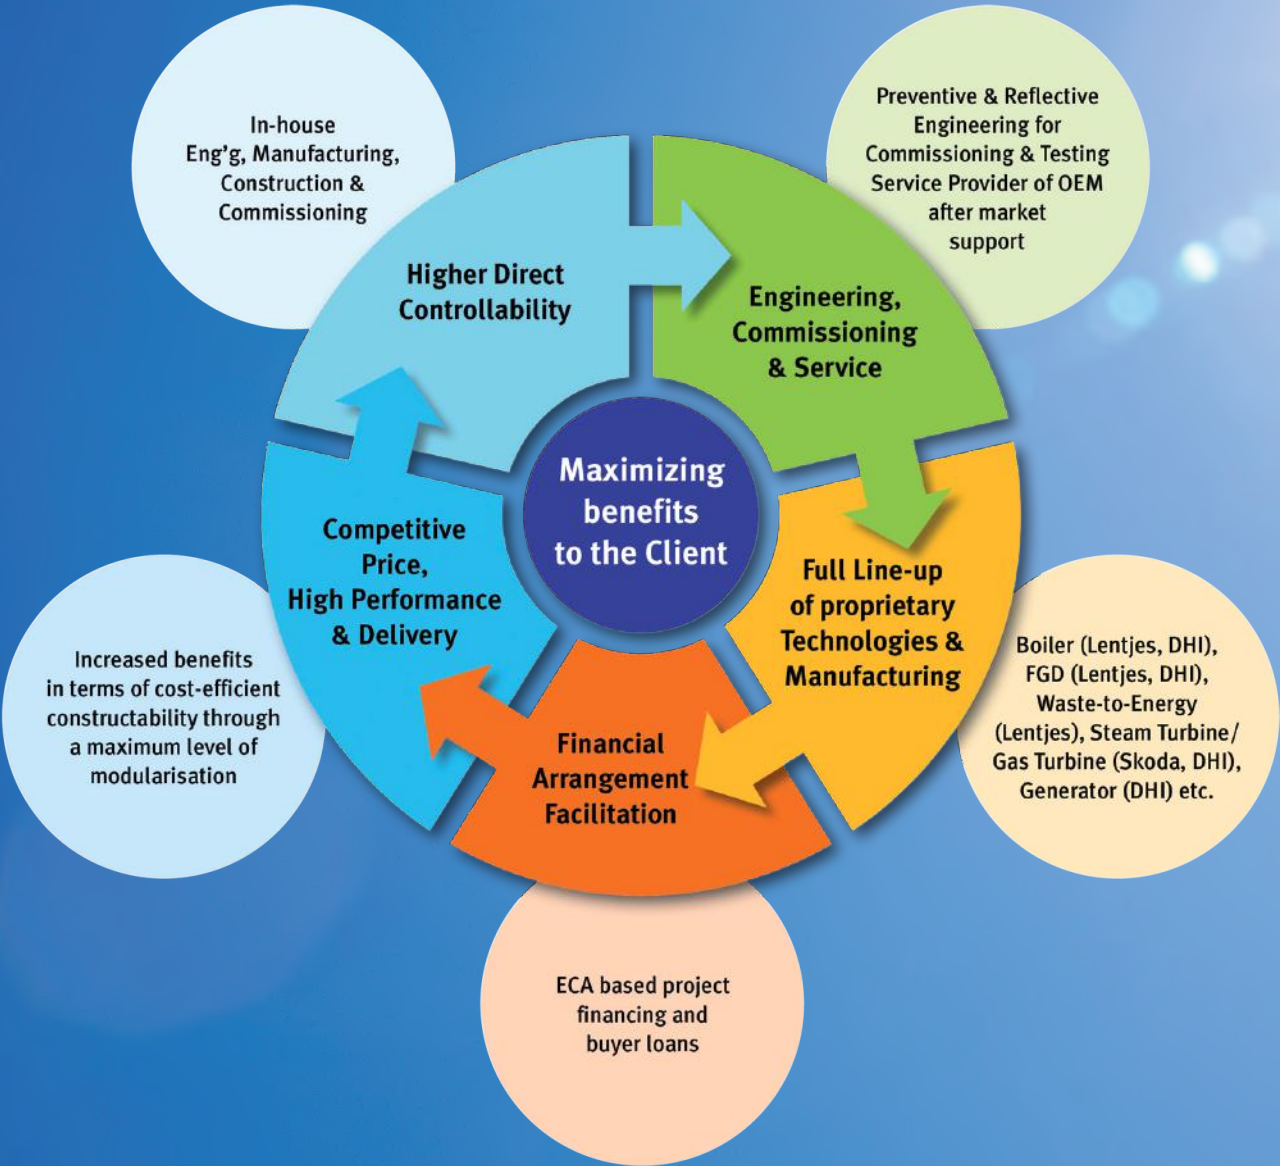 In-house
Eng'g, Manufacturing,
Construction &
Commissioning
Preventive & Reflective
Engineering for
Commissioning & Testing
Service Provider of OEM
after market
support
Higher Direct
Controllability
Engineering,
Commissioning
& Service
Maximizing
benefits
to the Client
Competitive
Price,
High Performance
& Delivery
Full Line-up
of proprietary
Technologies &
Manufacturing
Increased benefits
in terms of cost-efficient
constructability through
a maximum level of
modularisation
Boiler (Lentjes, DHI),
FGD (Lentjes, DHI),
Waste-to-Energy
(Lentjes), Steam Turbine/
Gas Turbine (Skoda, DHI),
Generator (DHI) etc.
Financial
Arrangement
Facilitation
ECA based project
financing and
buyer loans